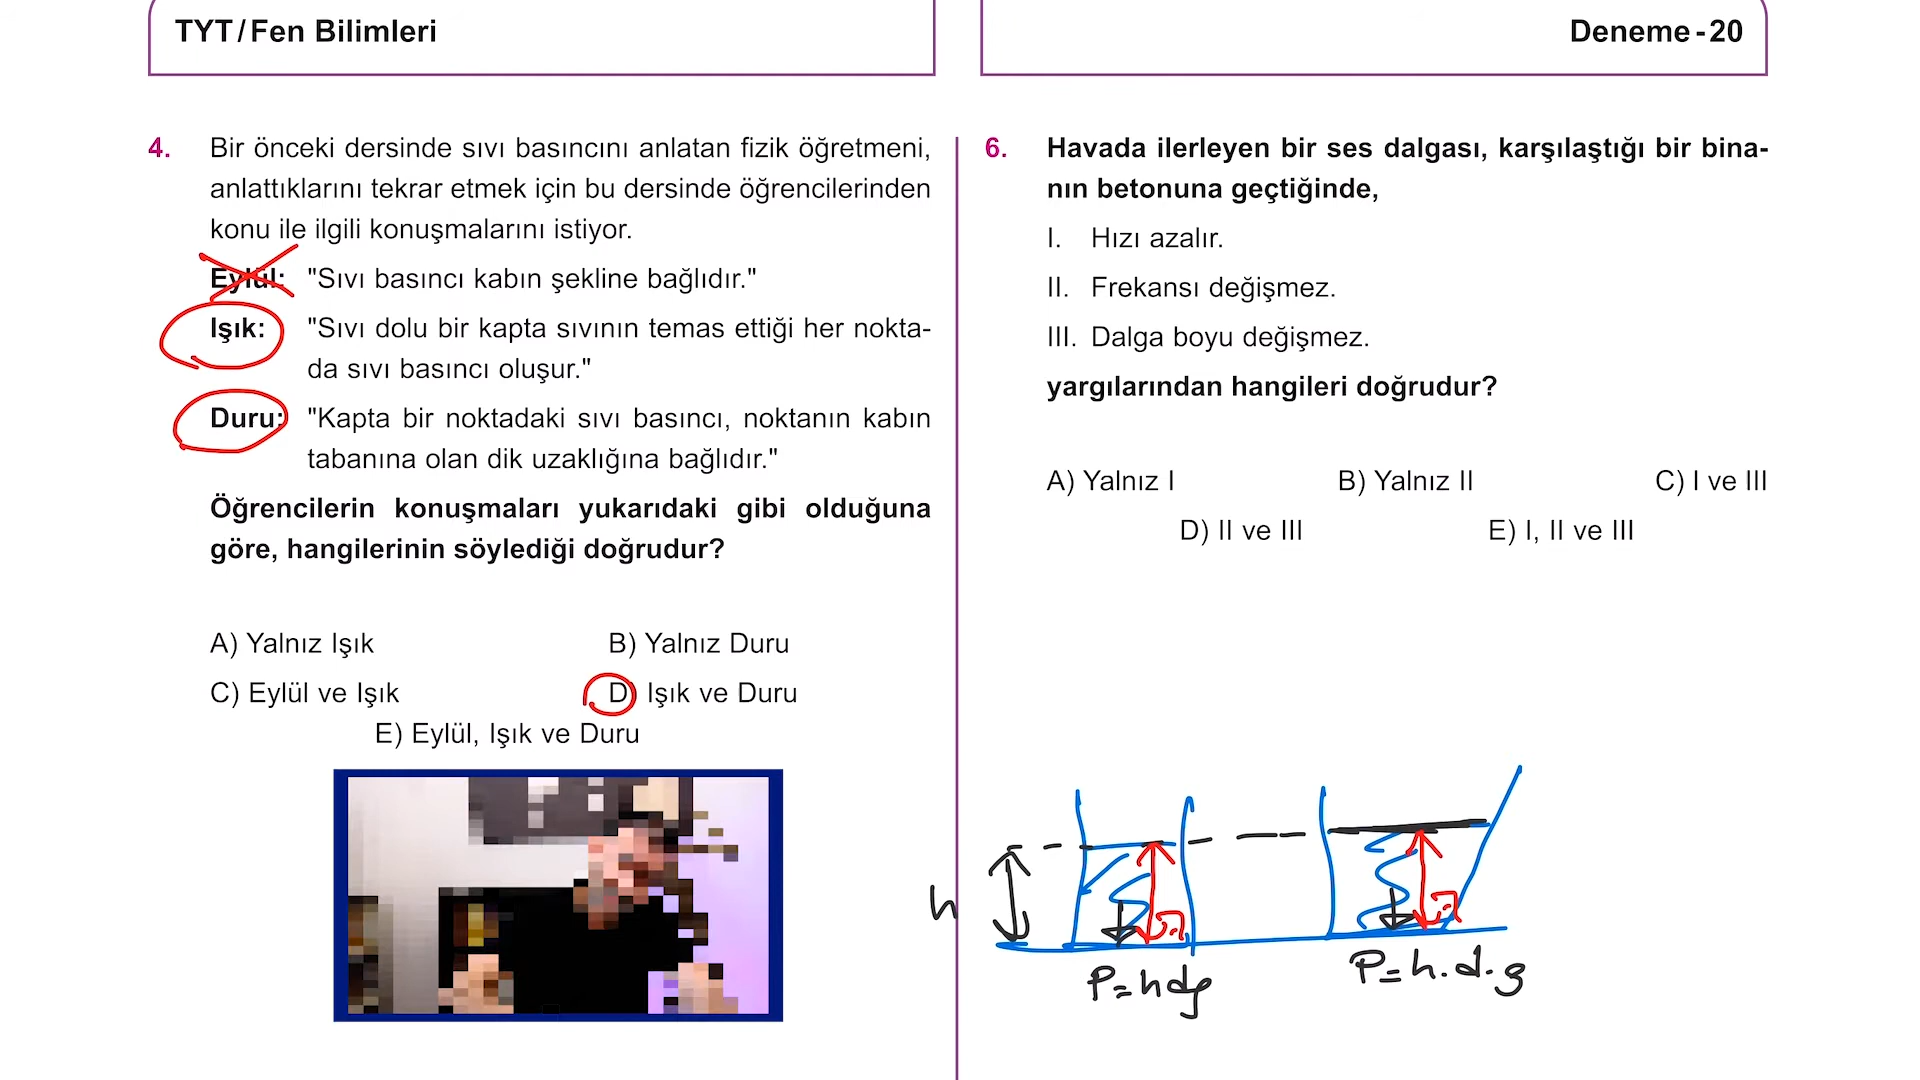 TYT/Fen Bilimleri
Deneme-20
4. Bir önceki dersinde sıvı basıncını anlatan fizik öğretmeni,
anlattıklarını tekrar etmek için bu dersinde öğrencilerinden
konu ile ilgili konuşmalarını istiyor.
Eylül: "Sıvı basıncı kabın şekline bağlıdır."
Işık: "Sıvı dolu bir kapta sıvının temas ettiği her nokta-
da sıvı basıncı oluşur."
Duru: "Kapta bir noktadaki sıvı basıncı, noktanın kabın
tabanına olan dik uzaklığına bağlıdır."
Öğrencilerin konuşmaları yukarıdaki gibi olduğuna
göre, hangilerinin söylediği doğrudur?
A) Yalnız Işık B) Yalnız Duru
C) Eylül ve Işık D) Işık ve Duru
E) Eylül, Işık ve Duru
6. Havada ilerleyen bir ses dalgası, karşılaştığı bir bina-
nın betonuna geçtiğinde,
I. Hızı azalır.
II. Frekansı değişmez.
III. Dalga boyu değişmez.
yargılarından hangileri doğrudur?
A) Yalnız I B) Yalnız II C) I ve III
D) II ve III E) I, II ve III
h
P=hdg
P=h.d.g